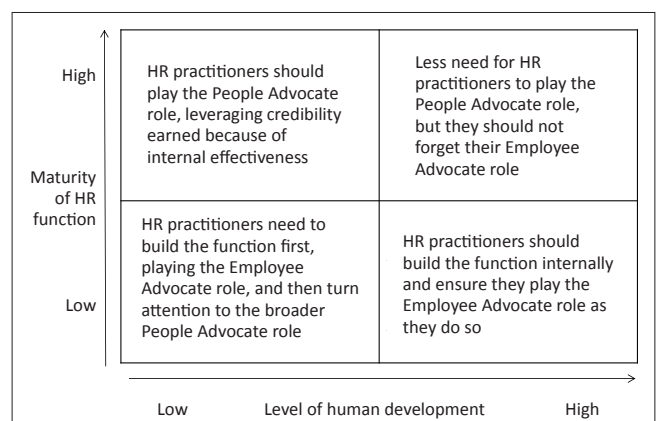 High
HR practitioners should
play the People Advocate
role, leveraging credibility
earned because of
internal effectiveness
Less need for HR
practitioners to play the
People Advocate role,
but they should not
forget their Employee
Advocate role
Maturity
of HR
function
Low
HR practitioners need to
build the function first,
playing the Employee
Advocate role, and then turn
attention to the broader
People Advocate role
HR practitioners should
build the function internally
and ensure they play the
Employee Advocate role as
they do so
Low Level of human development High